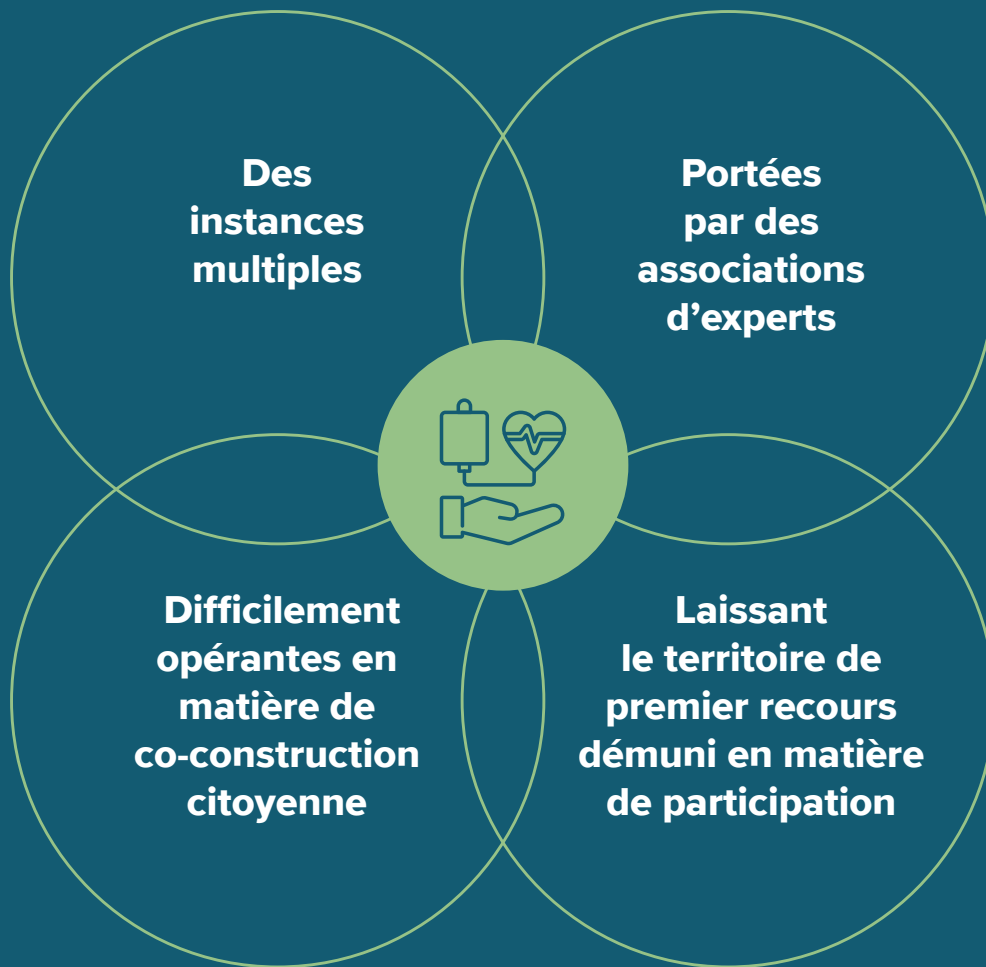 Des
instances
multiples
Portées
par des
associations
d’experts
Difficilement
opérantes en
matière de
co-construction
citoyenne
Laissant
le territoire de
premier recours
démuni en matière
de participation